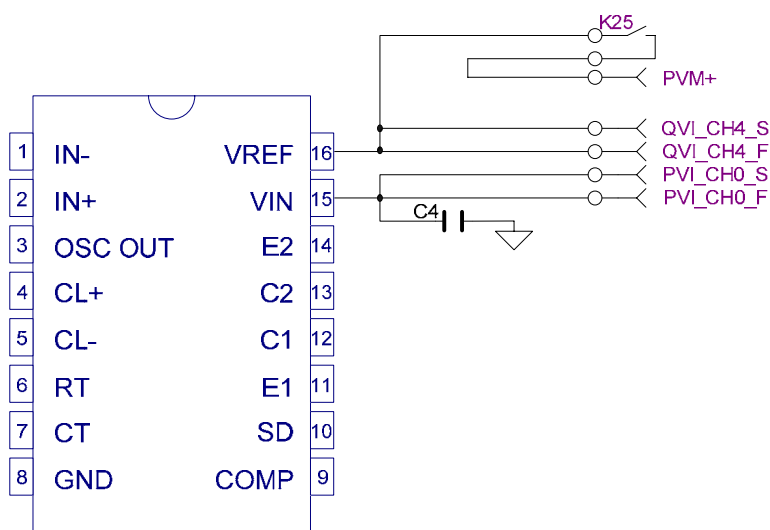 K25
PVM+
QVI_CH4_S
QVI_CH4_F
PVI_CH0_S
PVI_CH0_F
C4
1 IN- VREF 16
2 IN+ VIN 15
3 OSC OUT E2 14
4 CL+ C2 13
5 CL- C1 12
6 RT E1 11
7 CT SD 10
8 GND COMP 9